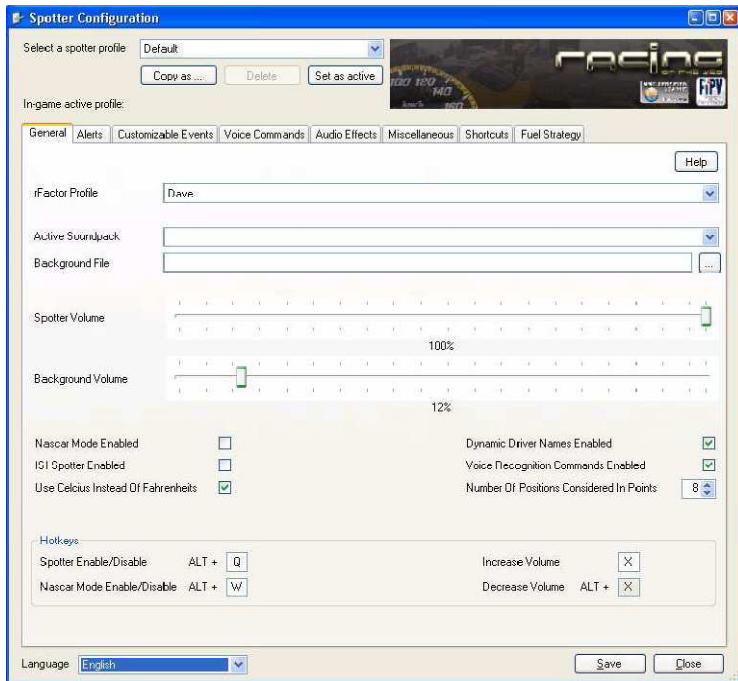 Spotter Configuration
Select a spotter profile Default
Copy as ... Delete Set as active
In-game active profile:
racing
General Alerts Customizable Events Voice Commands Audio Effects Miscellaneous Shortcuts Fuel Strategy
Help
rFactor Profile Dave
Active Soundpack
Background File ...
Spotter Volume
100%
Background Volume
12%
Nascar Mode Enabled Dynamic Driver Names Enabled
ISI Spotter Enabled Voice Recognition Commands Enabled
Use Celcius Instead Of Fahrenheits Number Of Positions Considered In Points 8
Hotkeys
Spotter Enable/Disable ALT + Q Increase Volume X
Nascar Mode Enable/Disable ALT + W Decrease Volume ALT + X
Language English Save Close